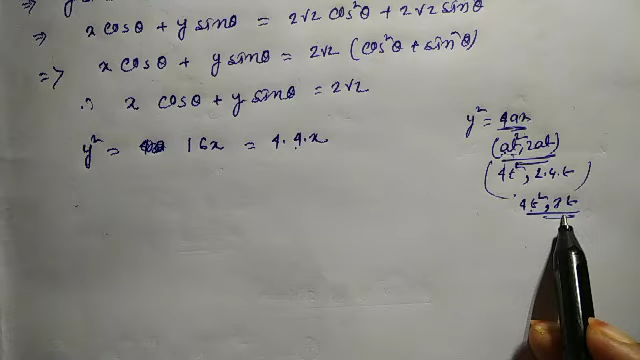 ⇒ x cosθ + y sinθ = 2√2 cos²θ + 2√2 sin²θ
⇒ x cosθ + y sinθ = 2√2 (cos²θ + sin²θ)
∴ x cosθ + y sinθ = 2√2
y² = 16x = 4.4.x
y² = 4ax
(at², 2at)
(4t², 2.4.t)
4t², 8t